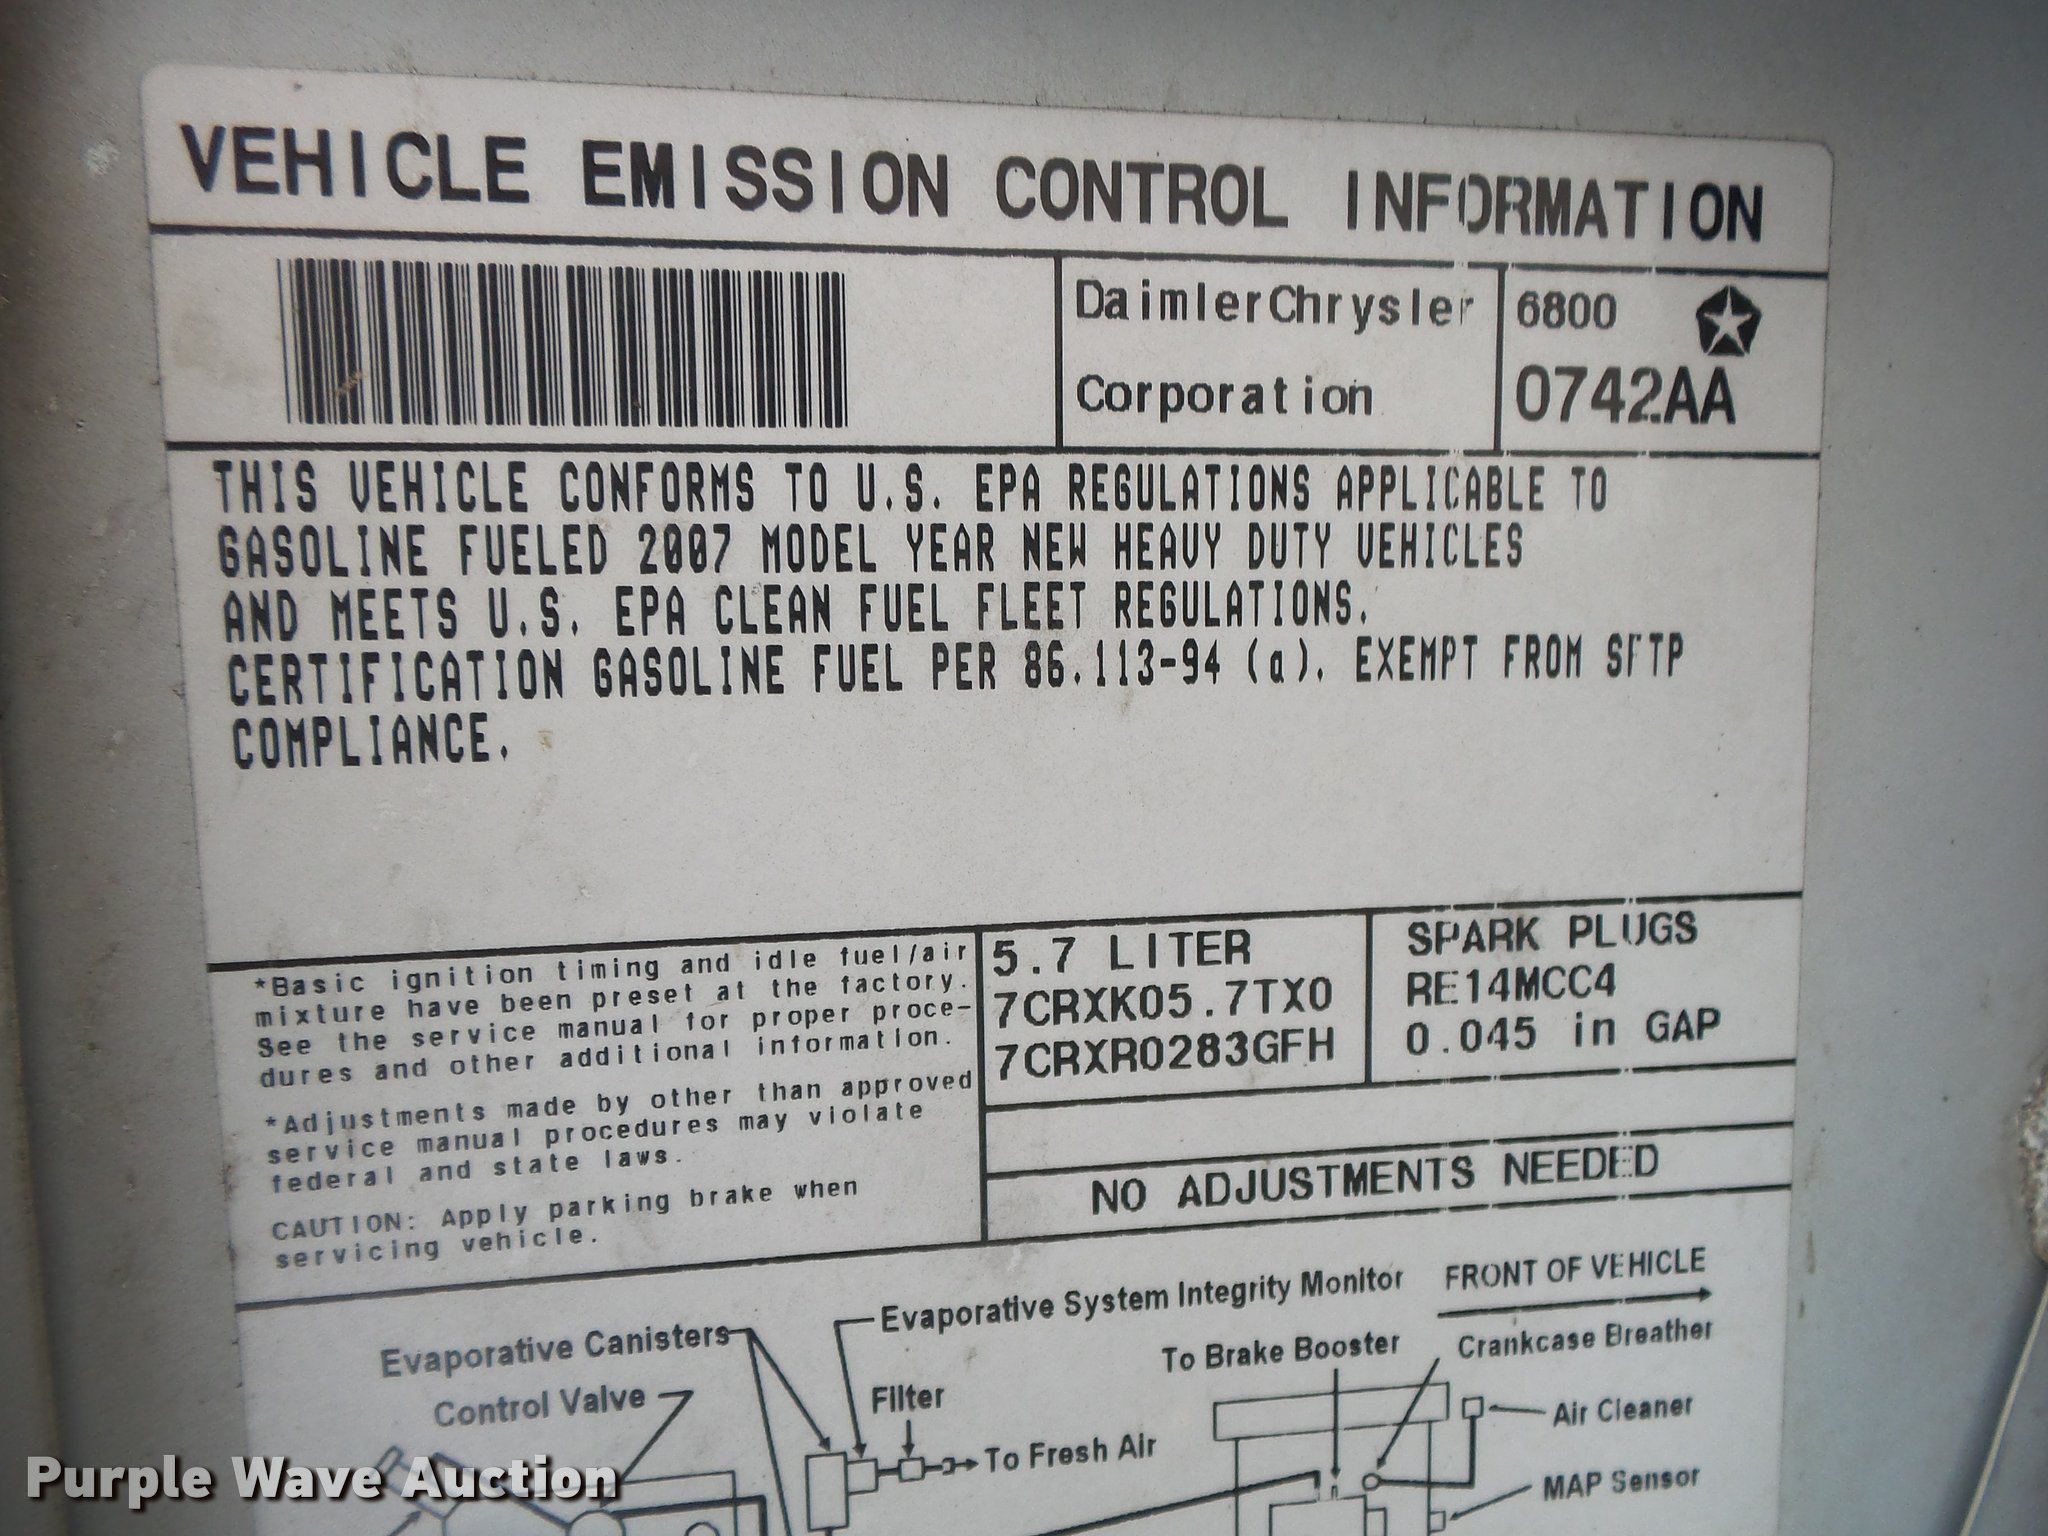 VEHICLE EMISSION CONTROL INFORMATION
DaimlerChrysler
Corporation
6800
0742AA
THIS VEHICLE CONFORMS TO U.S. EPA REGULATIONS APPLICABLE TO
GASOLINE FUELED 2007 MODEL YEAR NEW HEAVY DUTY VEHICLES
AND MEETS U.S. EPA CLEAN FUEL FLEET REGULATIONS.
CERTIFICATION GASOLINE FUEL PER 86.113-94 (a). EXEMPT FROM SFTP
COMPLIANCE.
*Basic ignition timing and idle fuel/air
mixture have been preset at the factory.
See the service manual for proper proce-
dures and other additional information.
*Adjustments made by other than approved
service manual procedures may violate
federal and state laws.
CAUTION: Apply parking brake when
servicing vehicle.
5.7 LITER
7CRXK05.7TX0
7CRXR0283GFH
SPARK PLUGS
RE14MCC4
0.045 in GAP
NO ADJUSTMENTS NEEDED
Evaporative System Integrity Monitor
FRONT OF VEHICLE
Evaporative Canisters
To Brake Booster
Crankcase Breather
Control Valve
Filter
Air Cleaner
To Fresh Air
MAP Sensor
Purple Wave Auction